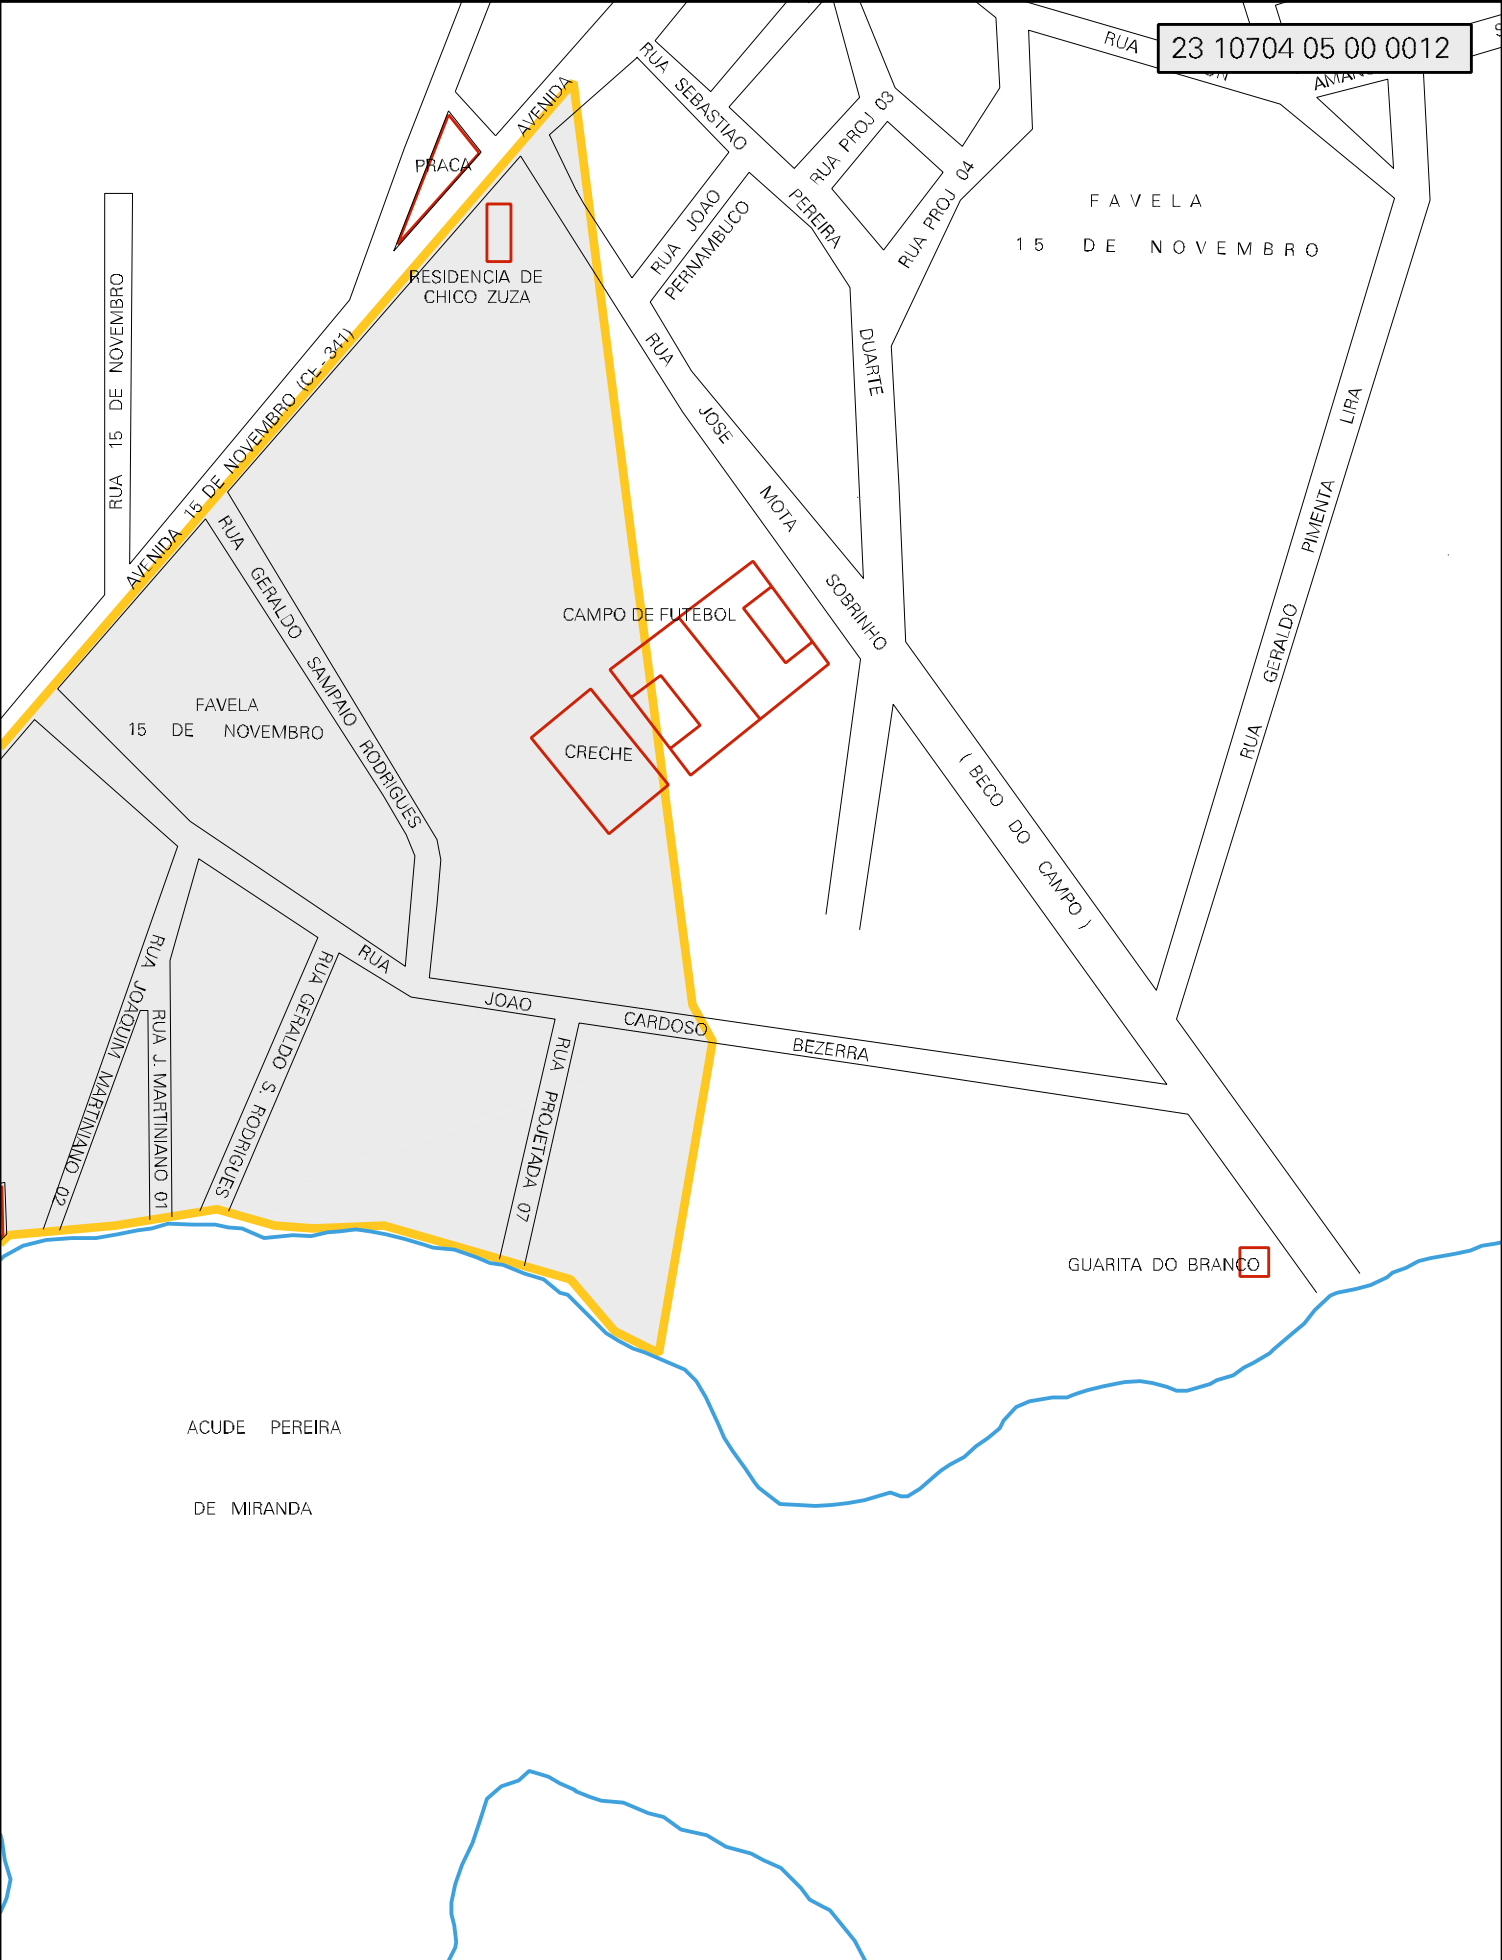 23 10704 05 00 0012
RUA
RUA SEBASTIAO
PEREIRA
DUARTE
AVENIDA
PRACA
RUA PROJ 03
RUA PROJ 04
FAVELA
15 DE NOVEMBRO
RUA JOAO
PERNAMBUCO
RESIDENCIA DE
CHICO ZUZA
RUA 15 DE NOVEMBRO
AVENIDA 15 DE NOVEMBRO (CE - 341)
RUA JOSE MOTA SOBRINHO
( BECO DO CAMPO )
RUA GERALDO PIMENTA LIRA
RUA GERALDO SAMPAIO RODRIGUES
CAMPO DE FUTEBOL
CRECHE
FAVELA
15 DE NOVEMBRO
RUA JOAO CARDOSO BEZERRA
RUA JOAQUIM MARTINIANO 02
RUA J. MARTINIANO 01
RUA GERALDO S. RODRIGUES
RUA PROJETADA 07
GUARITA DO BRANCO
ACUDE PEREIRA
DE MIRANDA